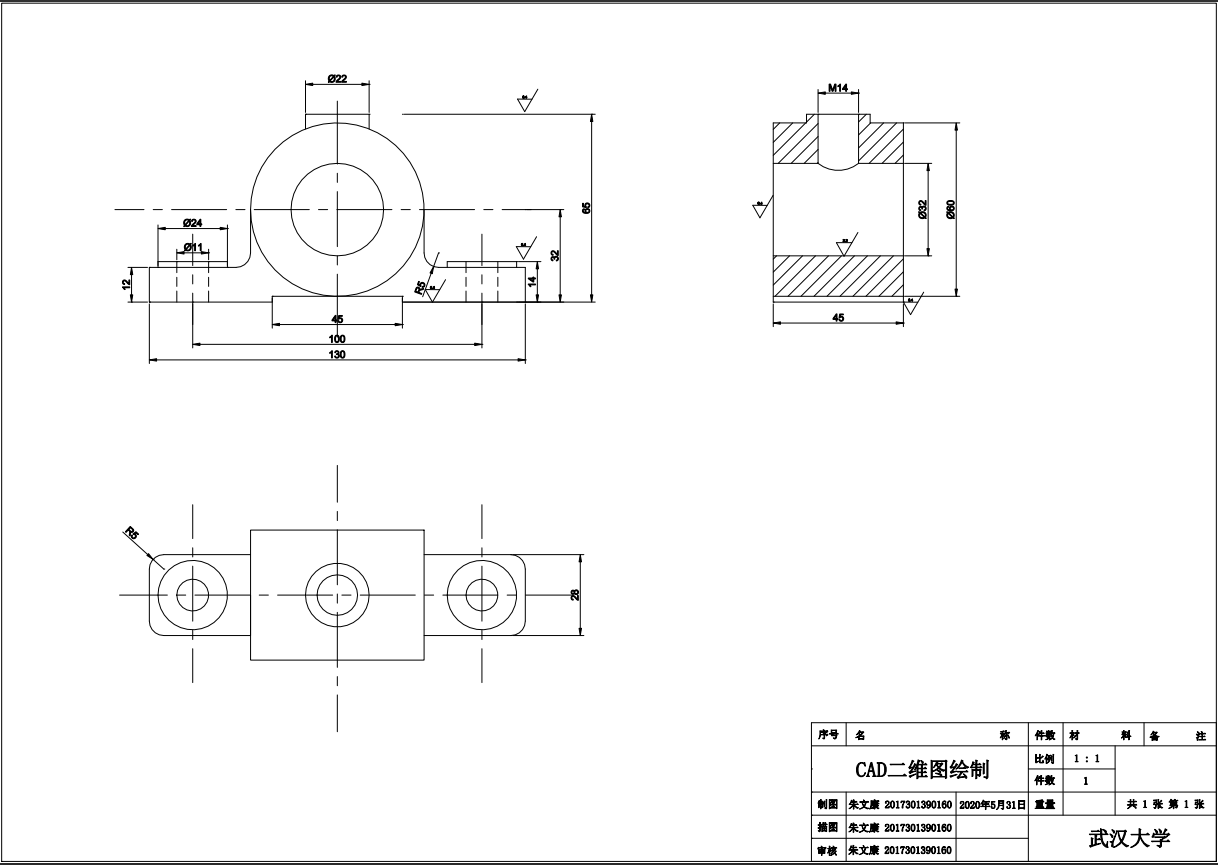 Ø22
M14
65
Ø24
Ø11
32
Ø32
Ø60
12
R5
14
45
45
100
130
R5
28
序号 名 称 件数 材 料 备 注
CAD二维图绘制 比例 1 : 1
件数 1
制图 朱文康 2017301390160 2020年5月31日 重量 共 1 张 第 1 张
描图 朱文康 2017301390160 武汉大学
审核 朱文康 2017301390160